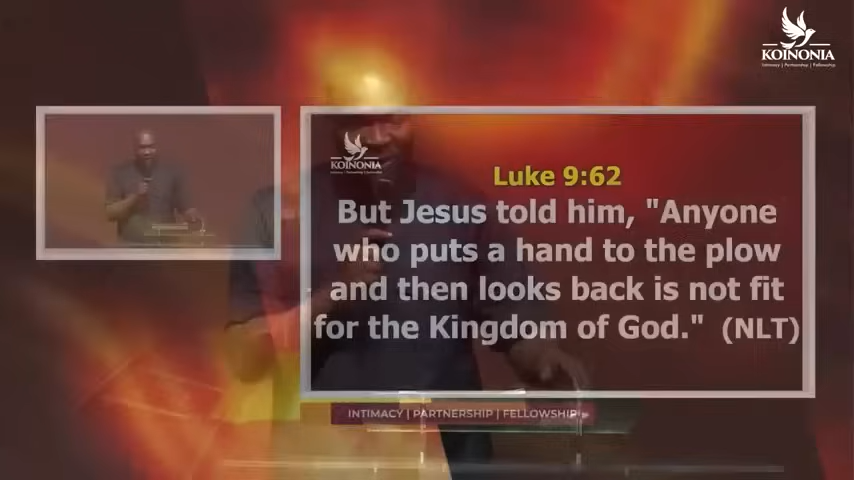 KOINONIA
Intimacy | Partnership | Fellowship
KOINONIA
Luke 9:62
But Jesus told him, "Anyone
who puts a hand to the plow
and then looks back is not fit
for the Kingdom of God." (NLT)
INTIMACY | PARTNERSHIP | FELLOWSHIP